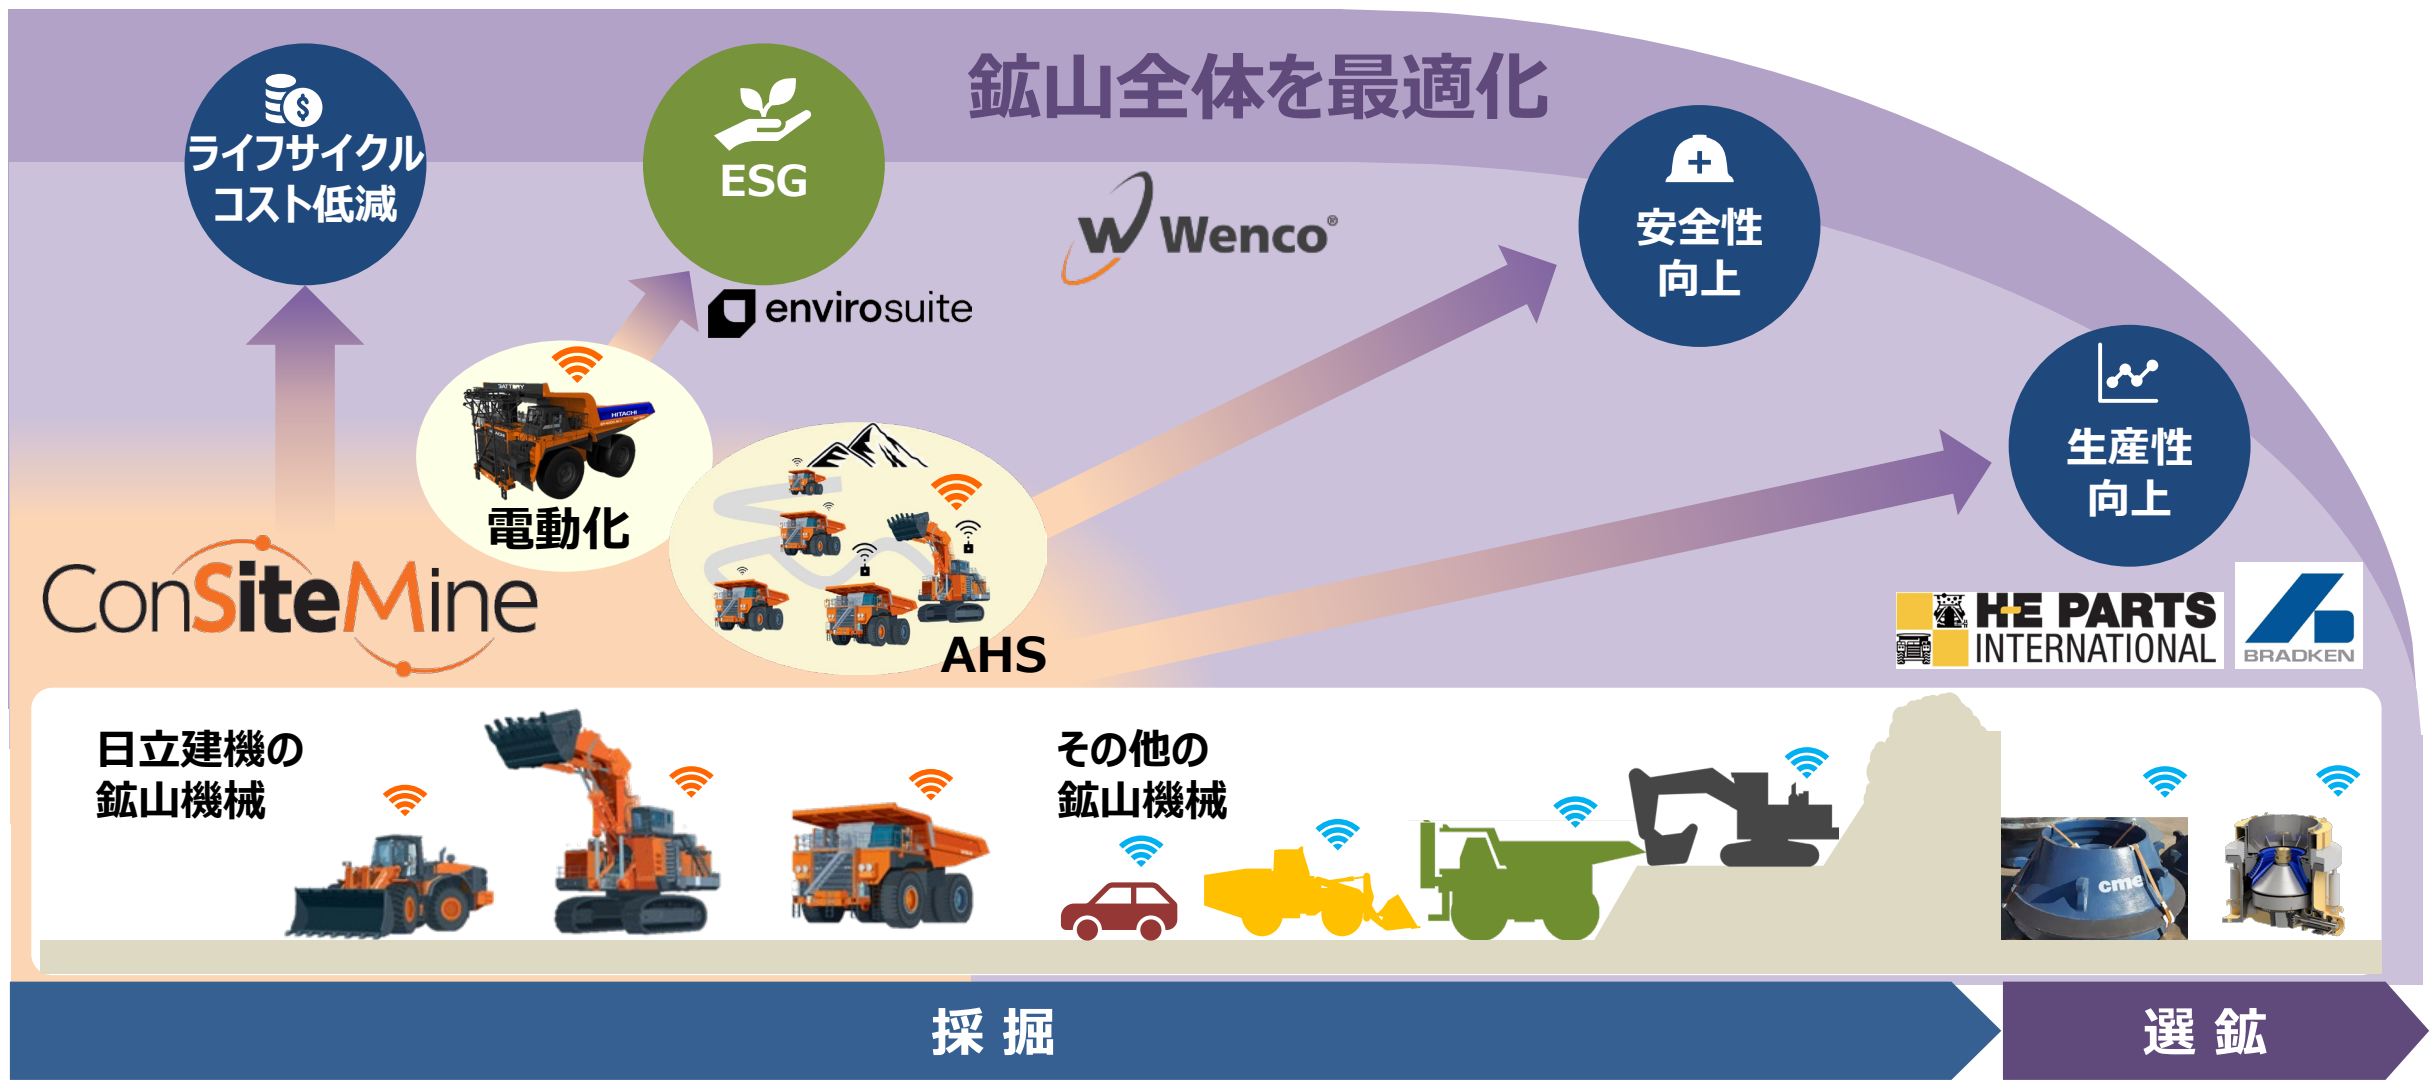 鉱山全体を最適化
ライフサイクル
コスト低減
ESG
安全性
向上
生産性
向上
Wenco®
envirosuite
BATTERY
HITACHI
電動化
AHS
ConSiteMine
H-E PARTS
INTERNATIONAL
BRADKEN
日立建機の
鉱山機械
その他の
鉱山機械
cme
採掘
選鉱